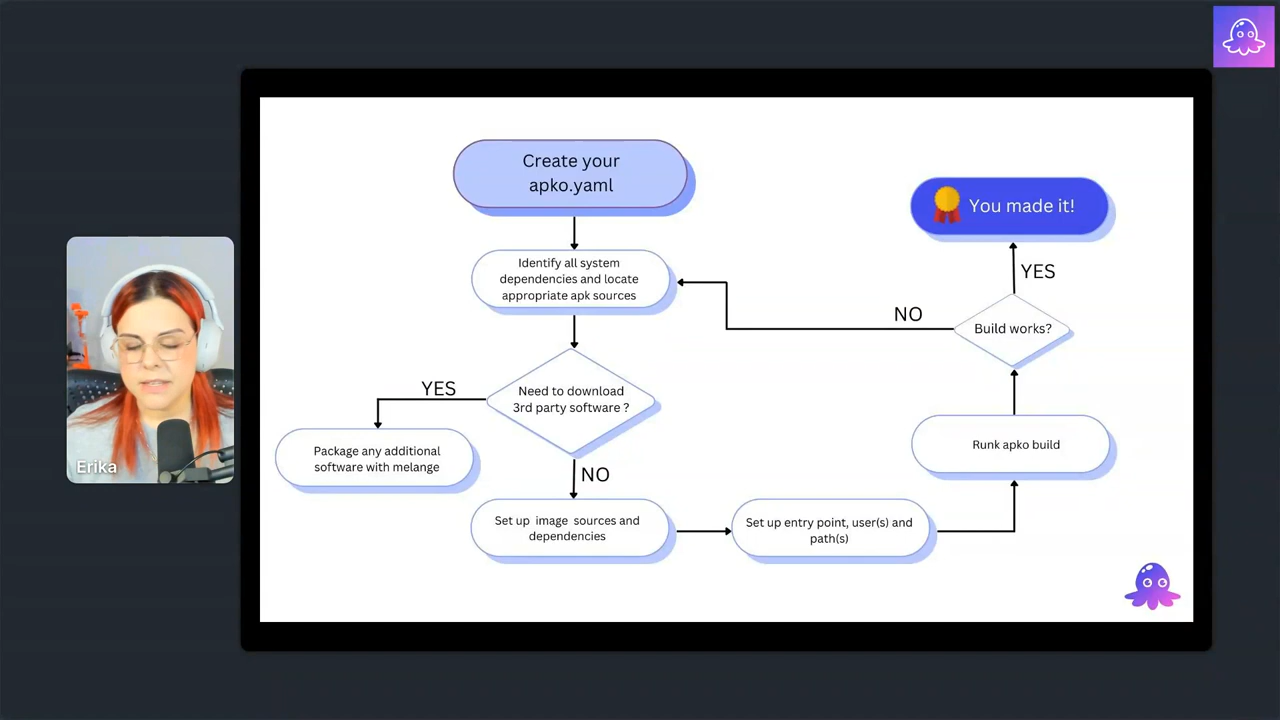 Create your
apko.yaml
Identify all system
dependencies and locate
appropriate apk sources
Need to download
3rd party software ?
YES
Package any additional
software with melange
NO
Set up image sources and
dependencies
Set up entry point, user(s) and
path(s)
Runk apko build
Build works?
NO
YES
You made it!
Erika